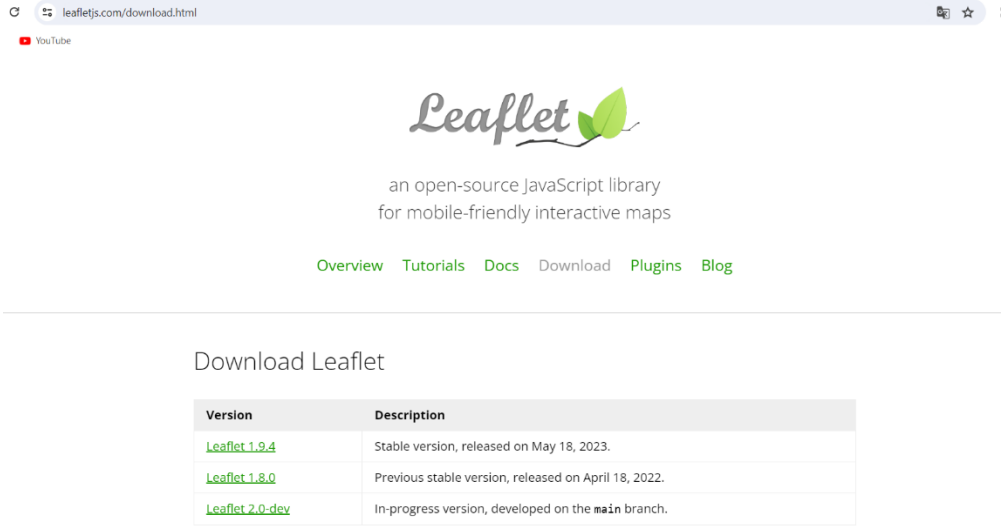 leafletjs.com/download.html
YouTube
Leaflet
an open-source JavaScript library
for mobile-friendly interactive maps
Overview Tutorials Docs Download Plugins Blog
Download Leaflet
Version Description
Leaflet 1.9.4 Stable version, released on May 18, 2023.
Leaflet 1.8.0 Previous stable version, released on April 18, 2022.
Leaflet 2.0-dev In-progress version, developed on the main branch.